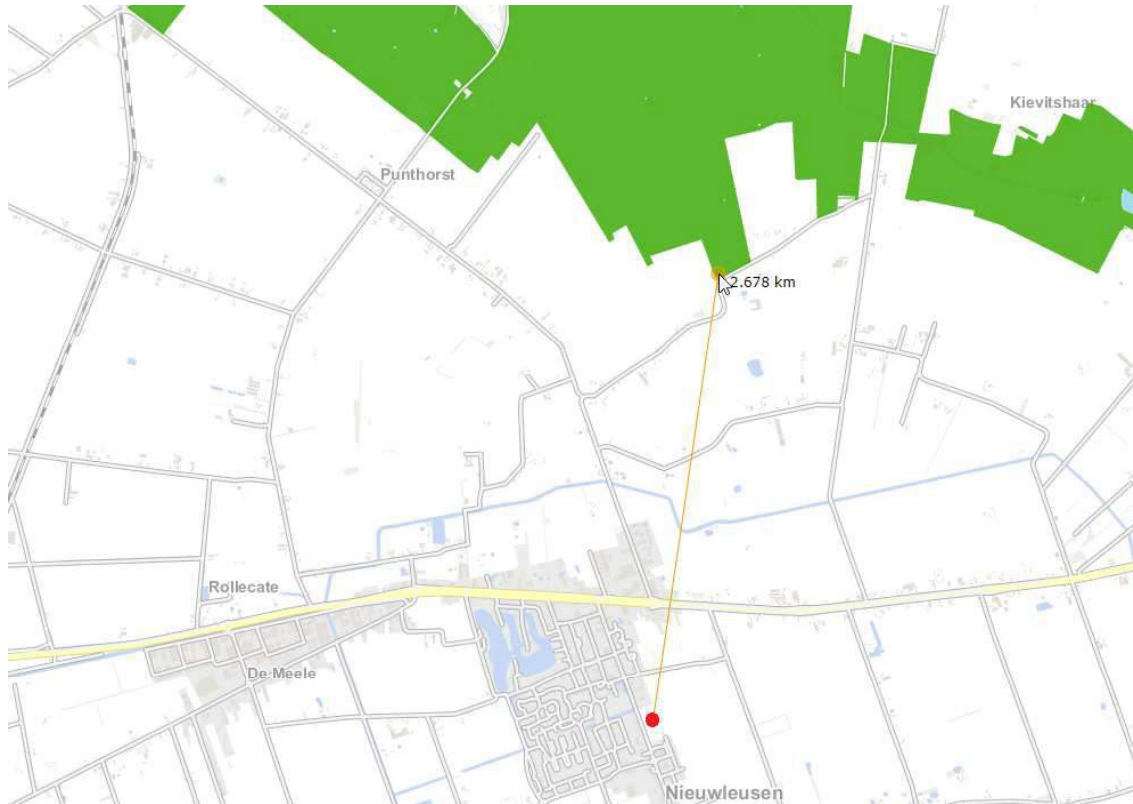 Kievitshaar
Punthorst
2.678 km
Rollecate
De Meele
Nieuwleusen